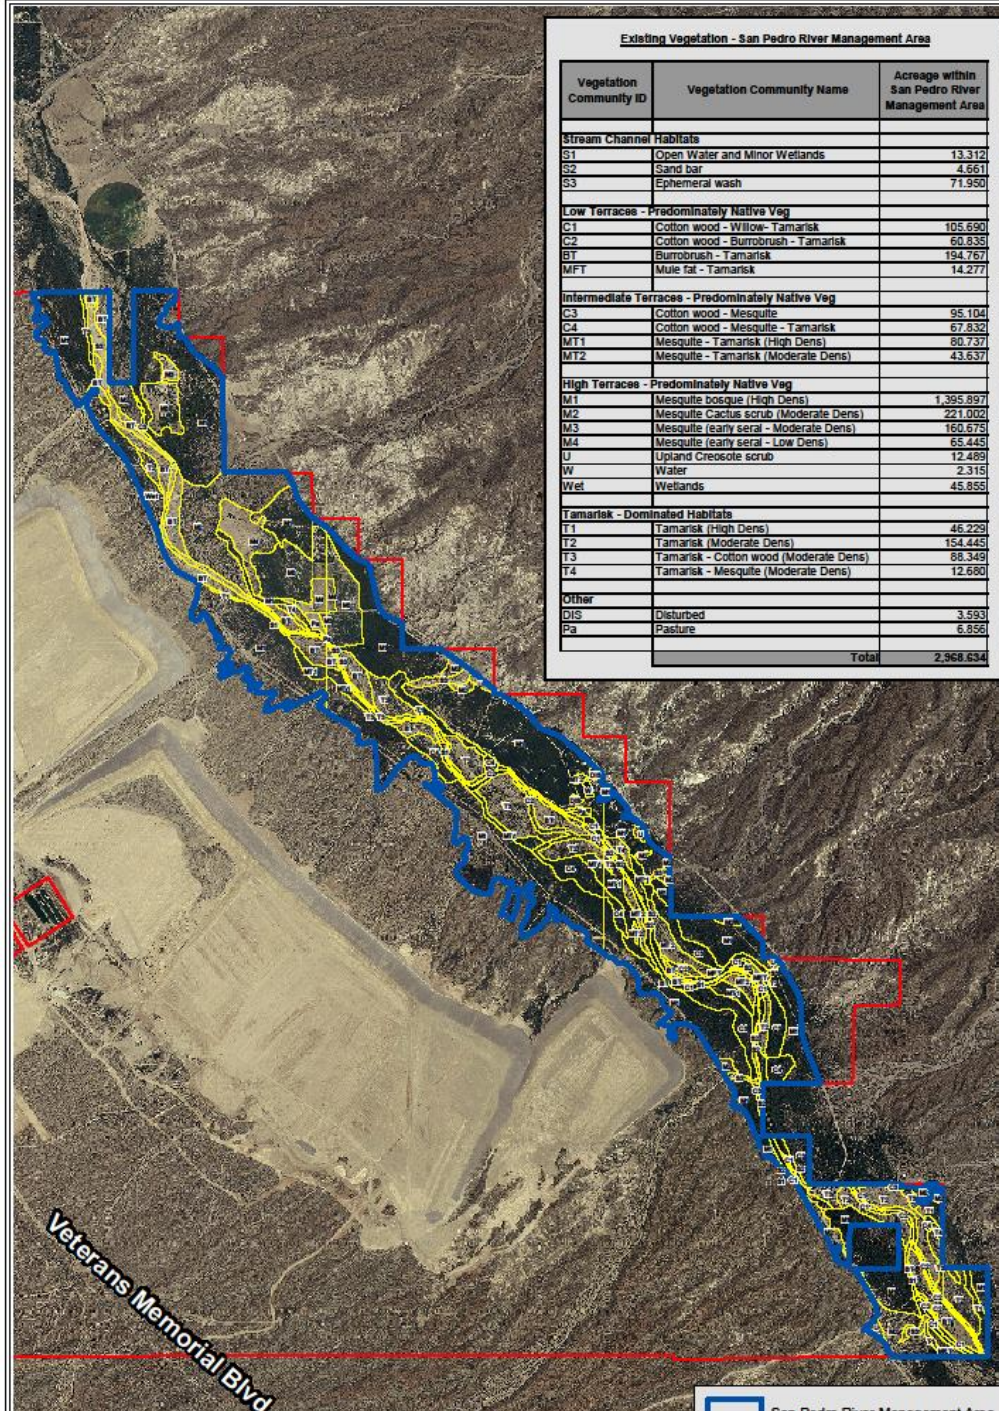 Existing Vegetation - San Pedro River Management Area
Vegetation Community ID Vegetation Community Name Acreage within San Pedro River Management Area
Stream Channel Habitats
S1 Open Water and Minor Wetlands 13.312
S2 Sand bar 4.661
S3 Ephemeral wash 71.950
Low Terraces - Predominately Native Veg
C1 Cotton wood - Willow- Tamarisk 105.690
C2 Cotton wood - Burrobrush - Tamarisk 60.835
BT Burrobrush - Tamarisk 194.767
MFT Mule fat - Tamarisk 14.277
Intermediate Terraces - Predominately Native Veg
C3 Cotton wood - Mesquite 95.104
C4 Cotton wood - Mesquite - Tamarisk 67.832
MT1 Mesquite - Tamarisk (High Dens) 80.737
MT2 Mesquite - Tamarisk (Moderate Dens) 43.637
High Terraces - Predominately Native Veg
M1 Mesquite bosque (High Dens) 1,395.897
M2 Mesquite Cactus scrub (Moderate Dens) 221.002
M3 Mesquite (early seral - Moderate Dens) 160.675
M4 Mesquite (early seral - Low Dens) 65.445
U Upland Creosote scrub 12.489
W Water 2.315
Wet Wetlands 45.855
Tamarisk - Dominated Habitats
T1 Tamarisk (High Dens) 46.229
T2 Tamarisk (Moderate Dens) 154.445
T3 Tamarisk - Cotton wood (Moderate Dens) 88.349
T4 Tamarisk - Mesquite (Moderate Dens) 12.680
Other
DIS Disturbed 3.593
Pa Pasture 6.856
Total 2,968.634
Veterans Memorial Blvd
San Pedro River Management Area